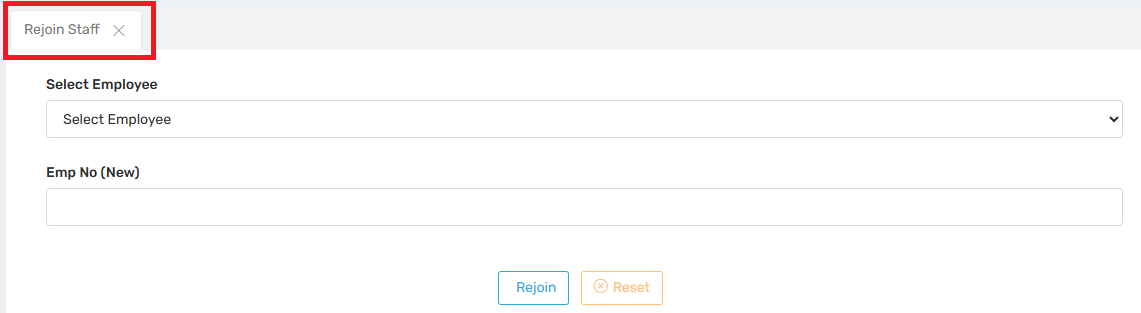 Rejoin Staff
Select Employee
Select Employee
Emp No (New)
Rejoin Reset